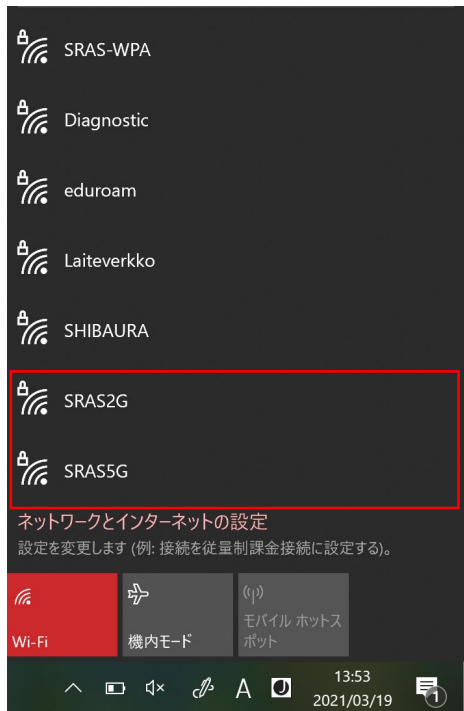 SRAS-WPA
Diagnostic
eduroam
Laiteverkko
SHIBAURA
SRAS2G
SRAS5G
ネットワークとインターネットの設定
設定を変更します (例: 接続を従量制課金接続に設定する)。
Wi-Fi
機内モード
モバイル ホットス
ポット
A
J
13:53
2021/03/19
1